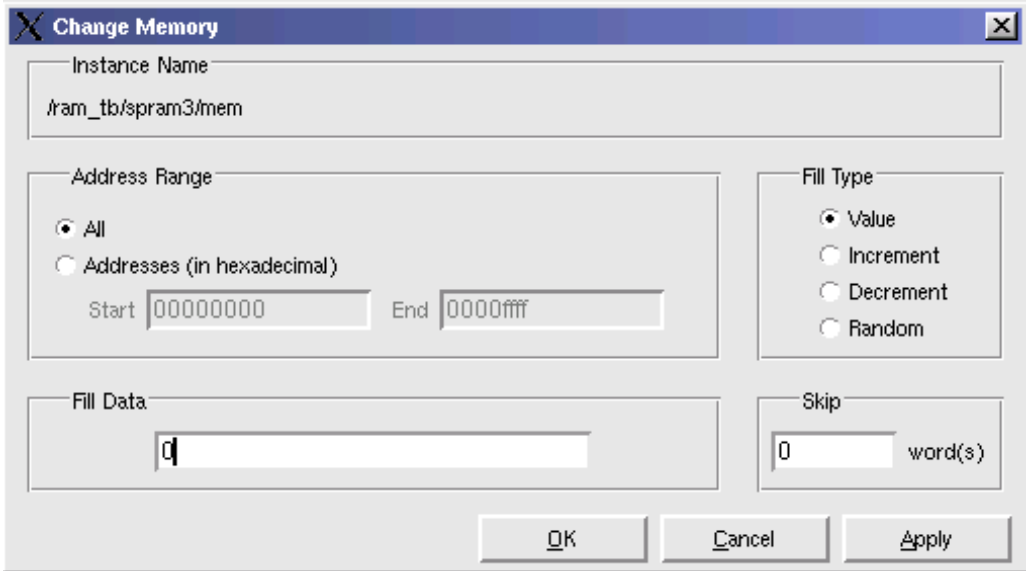 Change Memory
Instance Name
/ram_tb/spram3/mem
Address Range
All
Addresses (in hexadecimal)
Start 00000000 End 0000ffff
Fill Type
Value
Increment
Decrement
Random
Fill Data
0
Skip
0 word(s)
OK Cancel Apply